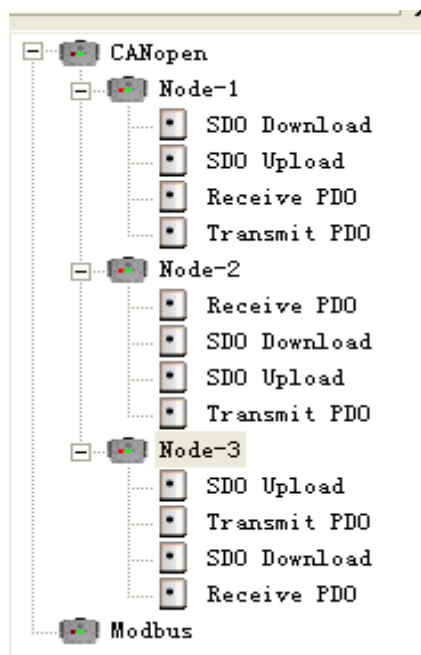 CANopen
Node-1
SDO Download
SDO Upload
Receive PDO
Transmit PDO
Node-2
Receive PDO
SDO Download
SDO Upload
Transmit PDO
Node-3
SDO Upload
Transmit PDO
SDO Download
Receive PDO
Modbus